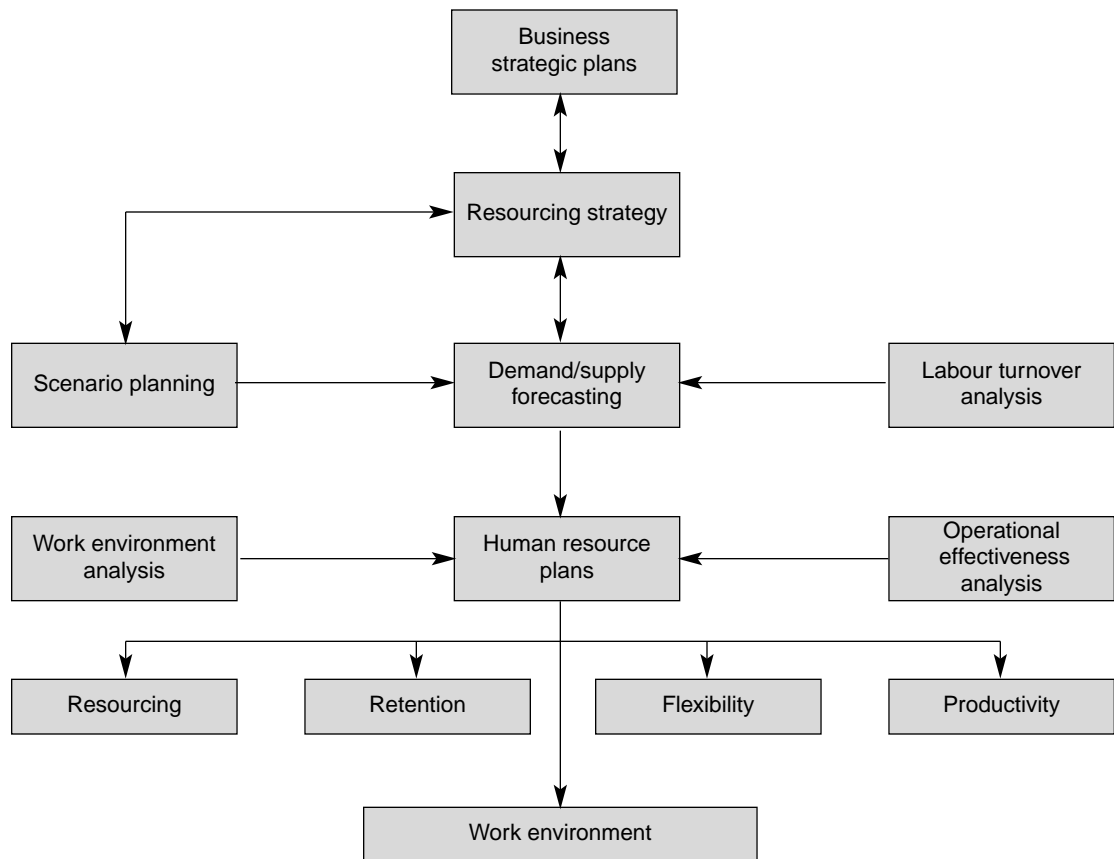 Business
strategic plans
Resourcing strategy
Scenario planning
Demand/supply
forecasting
Labour turnover
analysis
Work environment
analysis
Human resource
plans
Operational
effectiveness
analysis
Resourcing
Retention
Flexibility
Productivity
Work environment